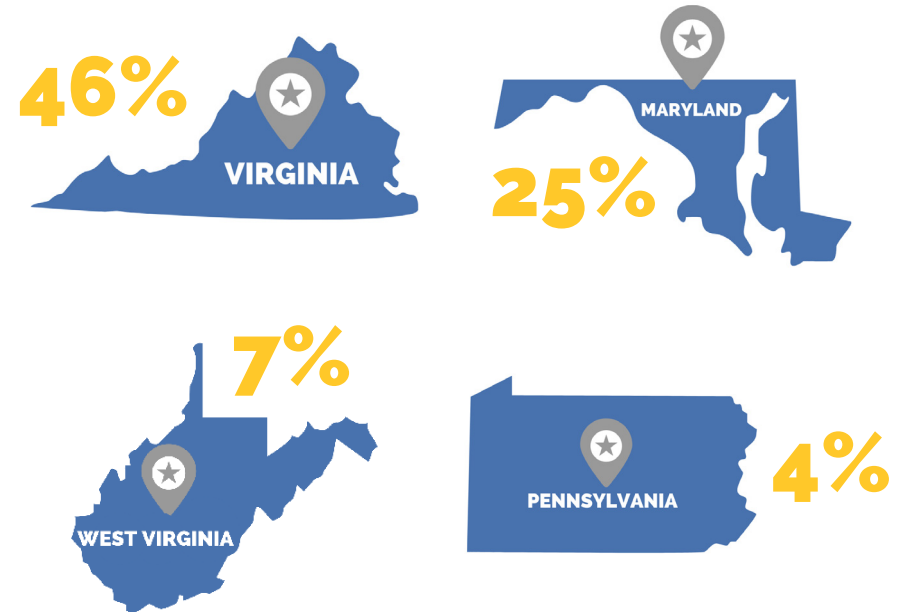 46%
VIRGINIA
MARYLAND
25%
7%
WEST VIRGINIA
PENNSYLVANIA
4%